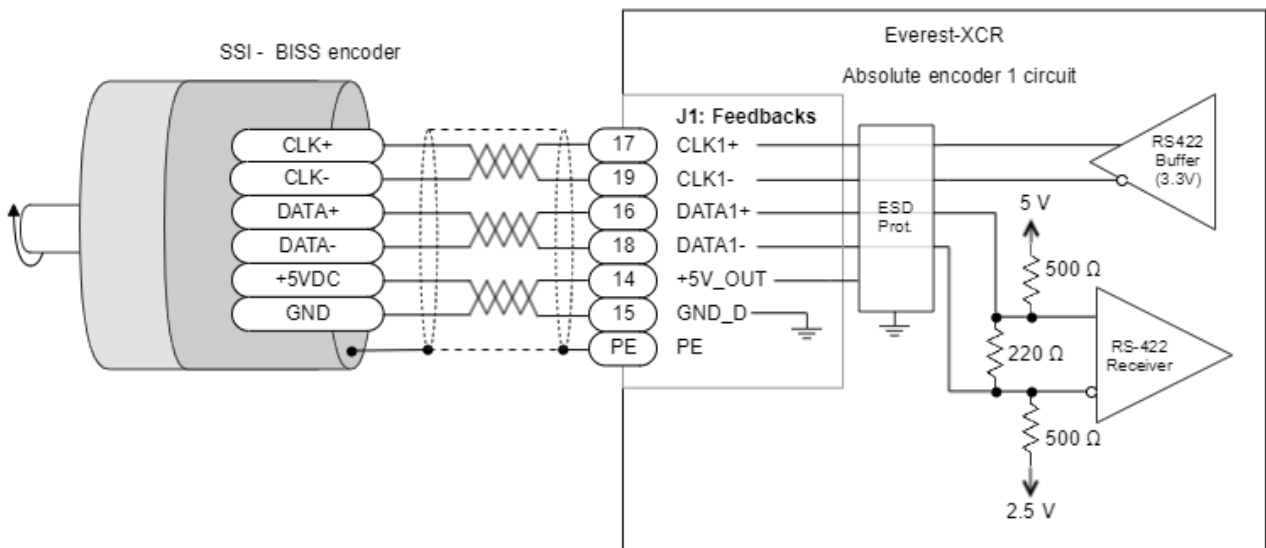 SSI - BISS encoder
Everest-XCR
Absolute encoder 1 circuit
J1: Feedbacks
CLK+
17
CLK1+
CLK-
19
CLK1-
DATA+
16
DATA1+
DATA-
18
DATA1-
+5VDC
14
+5V_OUT
GND
15
GND_D
PE
PE
ESD
Prot.
RS422
Buffer
(3.3V)
5 V
500 Ω
220 Ω
RS-422
Receiver
500 Ω
2.5 V